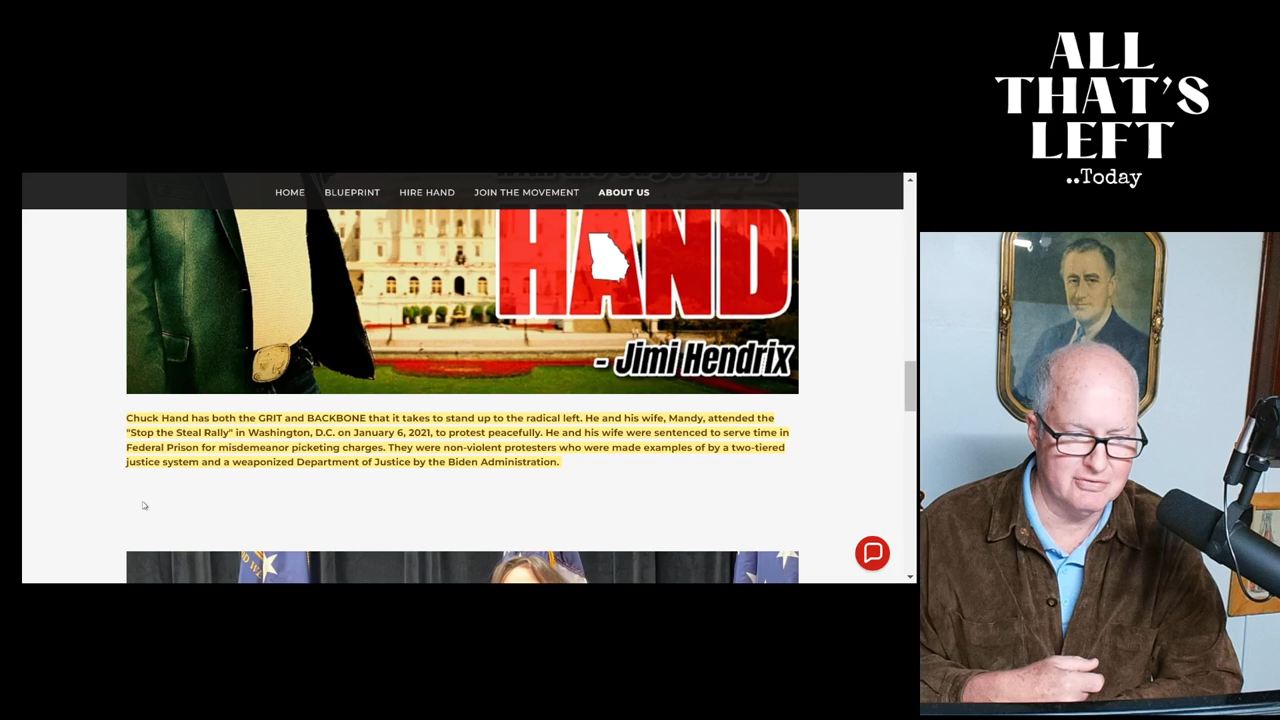 ALL
THAT'S
LEFT
..Today
HOME BLUEPRINT HIRE HAND JOIN THE MOVEMENT ABOUT US
HAND
- Jimi Hendrix
Chuck Hand has both the GRIT and BACKBONE that it takes to stand up to the radical left. He and his wife, Mandy, attended the
"Stop the Steal Rally" in Washington, D.C. on January 6, 2021, to protest peacefully. He and his wife were sentenced to serve time in
Federal Prison for misdemeanor picketing charges. They were non-violent protesters who were made examples of by a two-tiered
justice system and a weaponized Department of Justice by the Biden Administration.